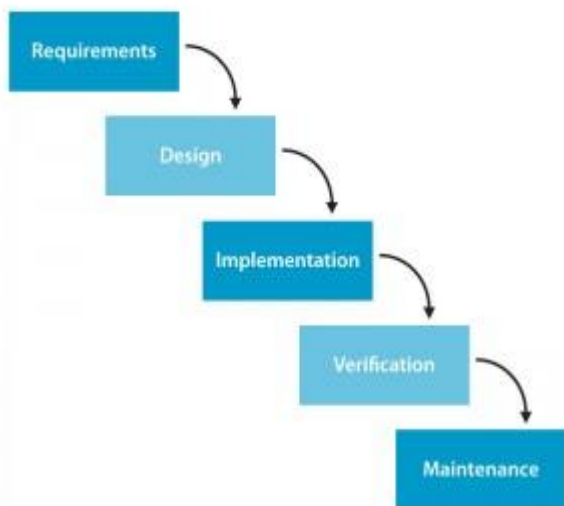 Requirements
Design
Implementation
Verification
Maintenance